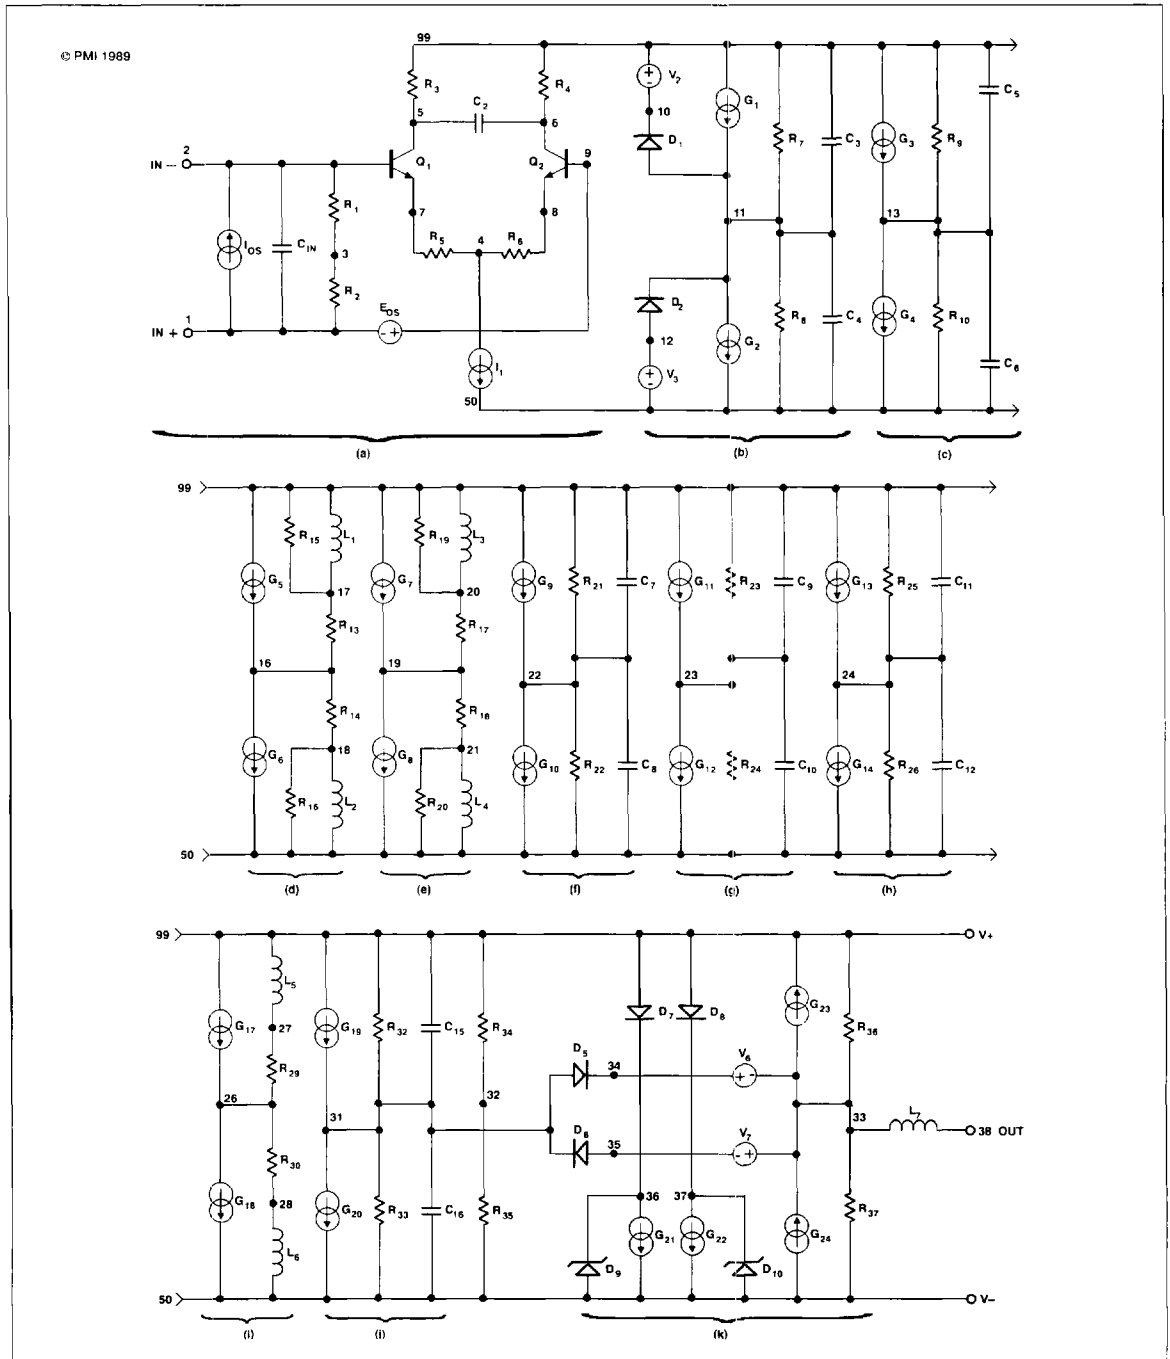 © PMI 1989
99
R3 R4 V2 G1 R7 C3 G3 R9 C5
5 C2 6 10 D1
2
IN − Q1 Q2 9
7 8 11 13
R1 R5 4 R6
IOS CIN 3
R2 D2 R8 C4 G4 R10
EOS − + G2
1
IN + 12 C6
I1 V3
50
(a) (b) (c)
99
R15 L1 R19 L3
G5 G7 G9 R21 C7 G11 R23 C9 G13 R25 C11
17 20
R13 R17
16 19 22 23 24
R14 R18
G6 18 G8 21 G10 R22 C8 G12 R24 C10 G14 R26 C12
R16 L2 R20 L4
50
(d) (e) (f) (g) (h)
99 V+
L5 G23
D7 D8
G17 27 G19 R32 C15 R34 R36
R29 D5 34 V6 + -
26 31 32 33 L7 38 OUT
D6 35 V7 - +
R30
G18 28 G20 R33 C16 R35 36 37 R37
G21 G22 G24
L6 D9 D10
50 V−
(i) (j) (k)